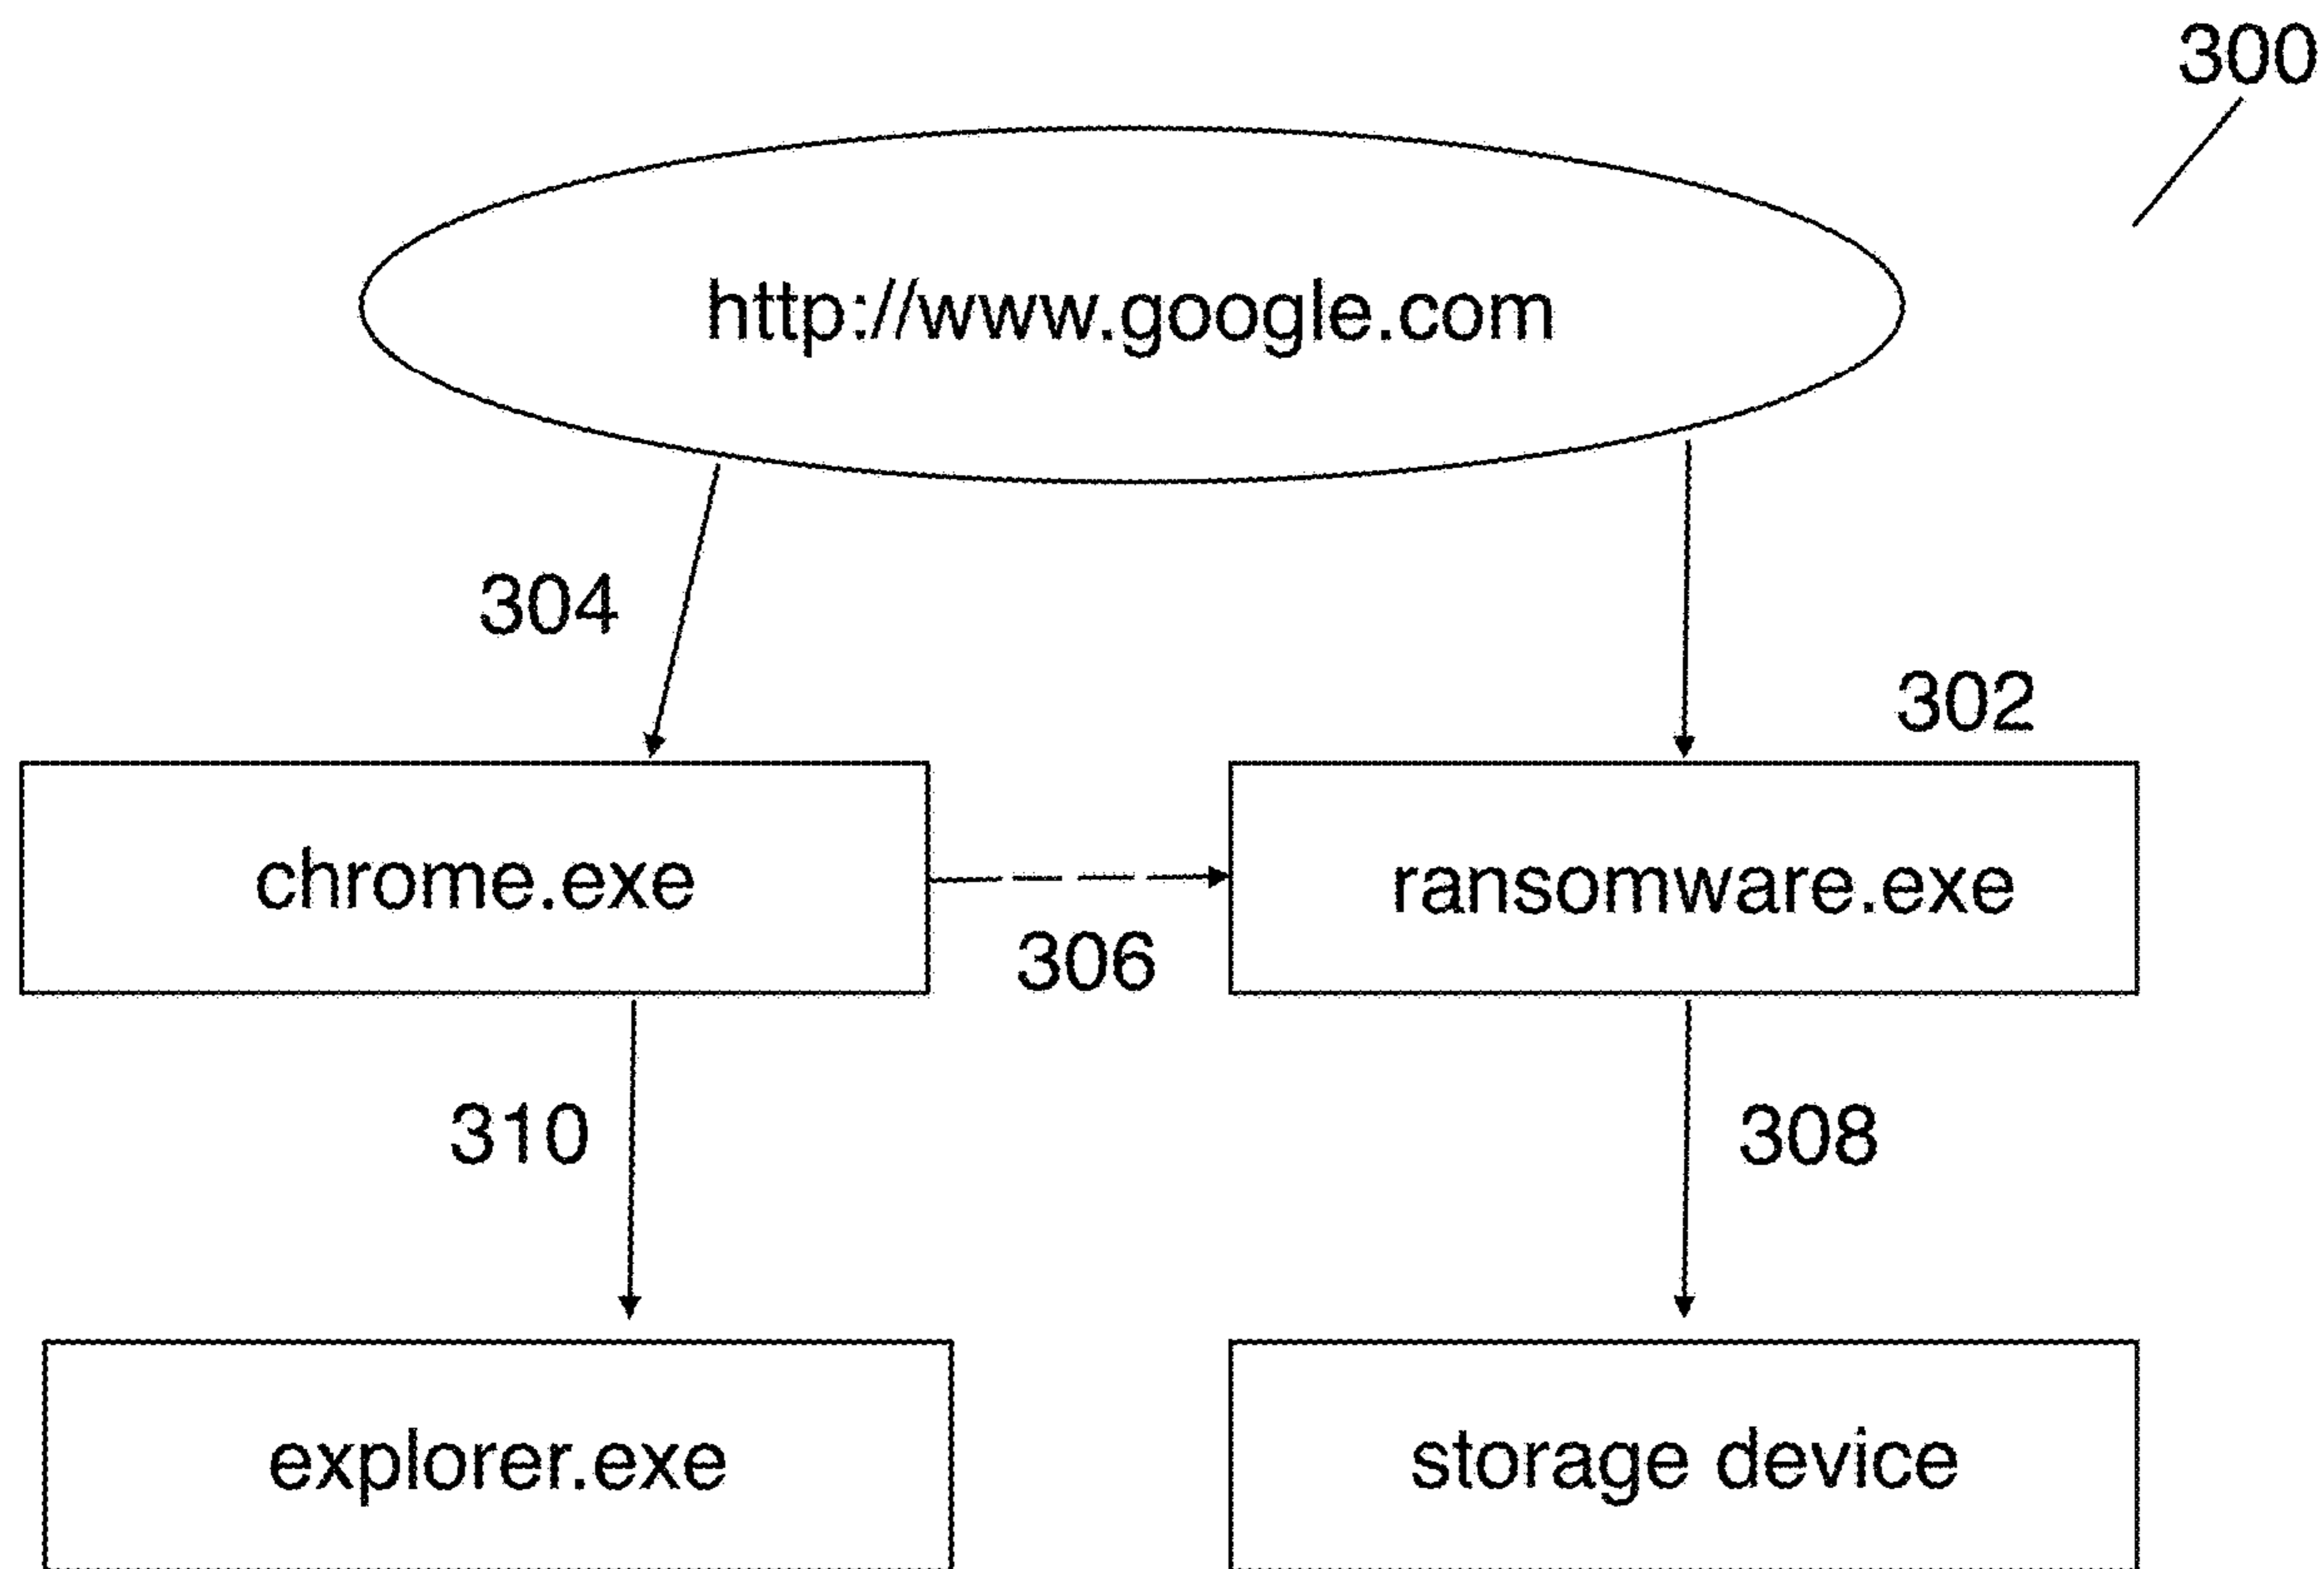 300
http://www.google.com
304
302
chrome.exe
ransomware.exe
306
310
308
explorer.exe
storage device